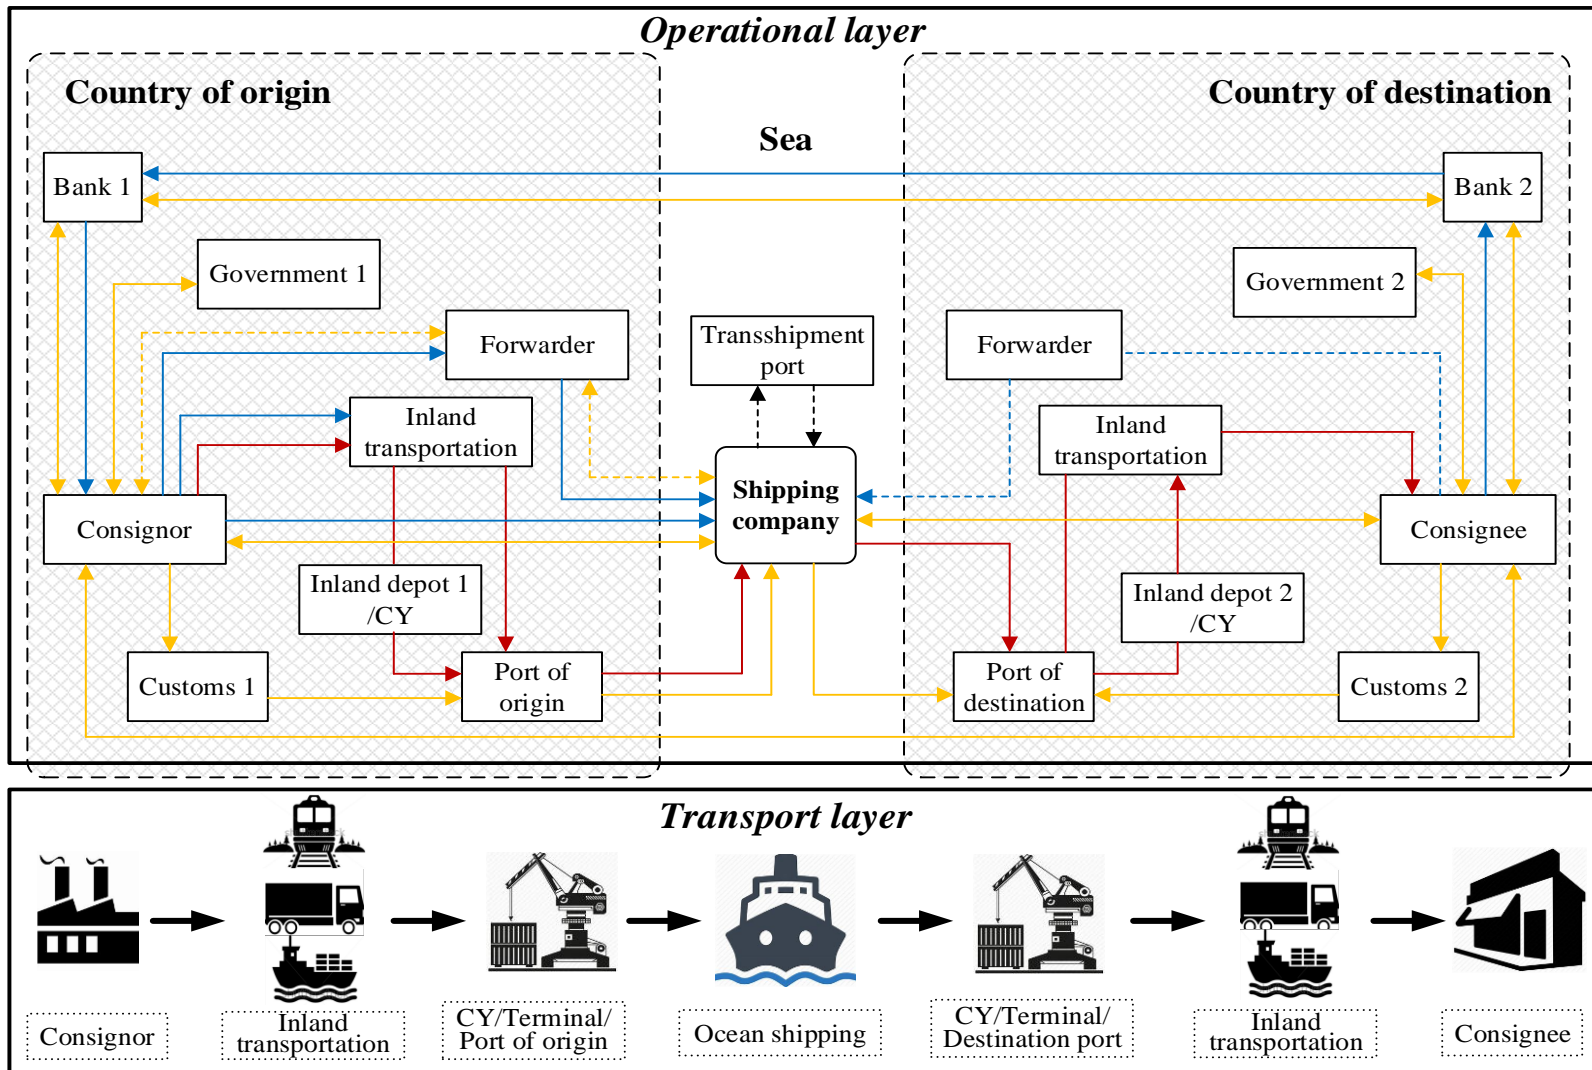 Operational layer
Country of origin
Country of destination
Sea
Bank 1
Bank 2
Government 1
Government 2
Forwarder
Transshipment
port
Forwarder
Inland
transportation
Inland
transportation
Shipping
company
Consignor
Consignee
Inland depot 1
/CY
Inland depot 2
/CY
Customs 1
Port of
origin
Port of
destination
Customs 2
Transport layer
Consignor
Inland
transportation
CY/Terminal/
Port of origin
Ocean shipping
CY/Terminal/
Destination port
Inland
transportation
Consignee